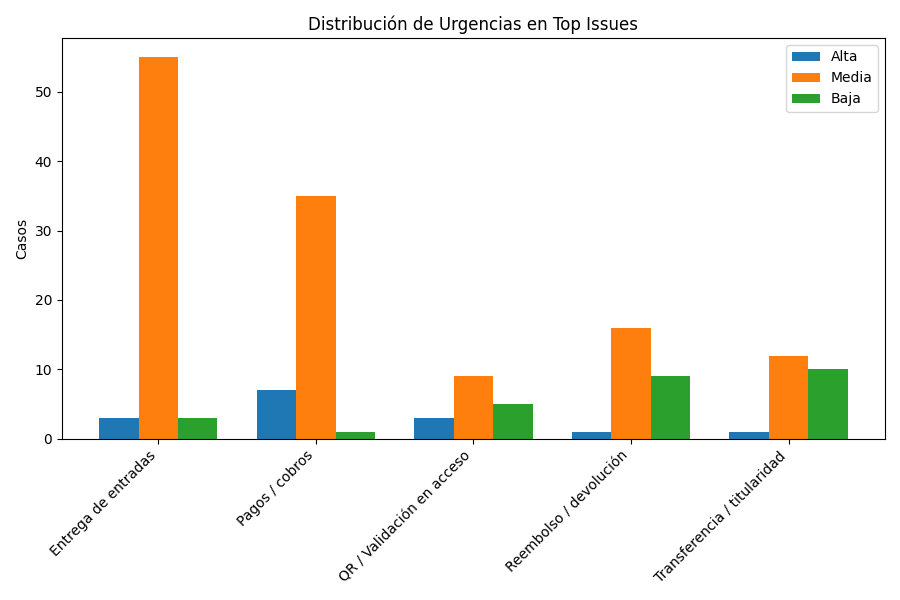 Distribución de Urgencias en Top Issues
Alta
Media
Baja
Casos
50
40
30
20
10
0
Entrega de entradas
Pagos / cobros
QR / Validación en acceso
Reembolso / devolución
Transferencia / titularidad